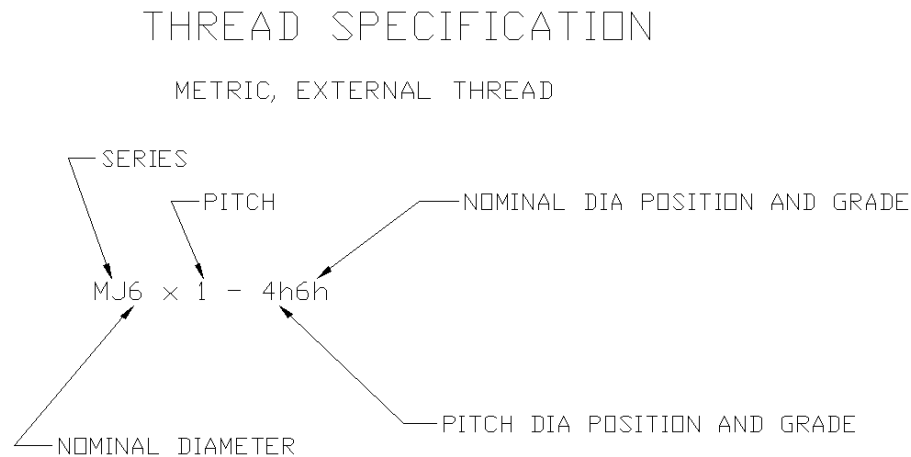 THREAD SPECIFICATION
METRIC, EXTERNAL THREAD
SERIES
PITCH
NOMINAL DIA POSITION AND GRADE
MJ6 x 1 - 4h6h
PITCH DIA POSITION AND GRADE
NOMINAL DIAMETER